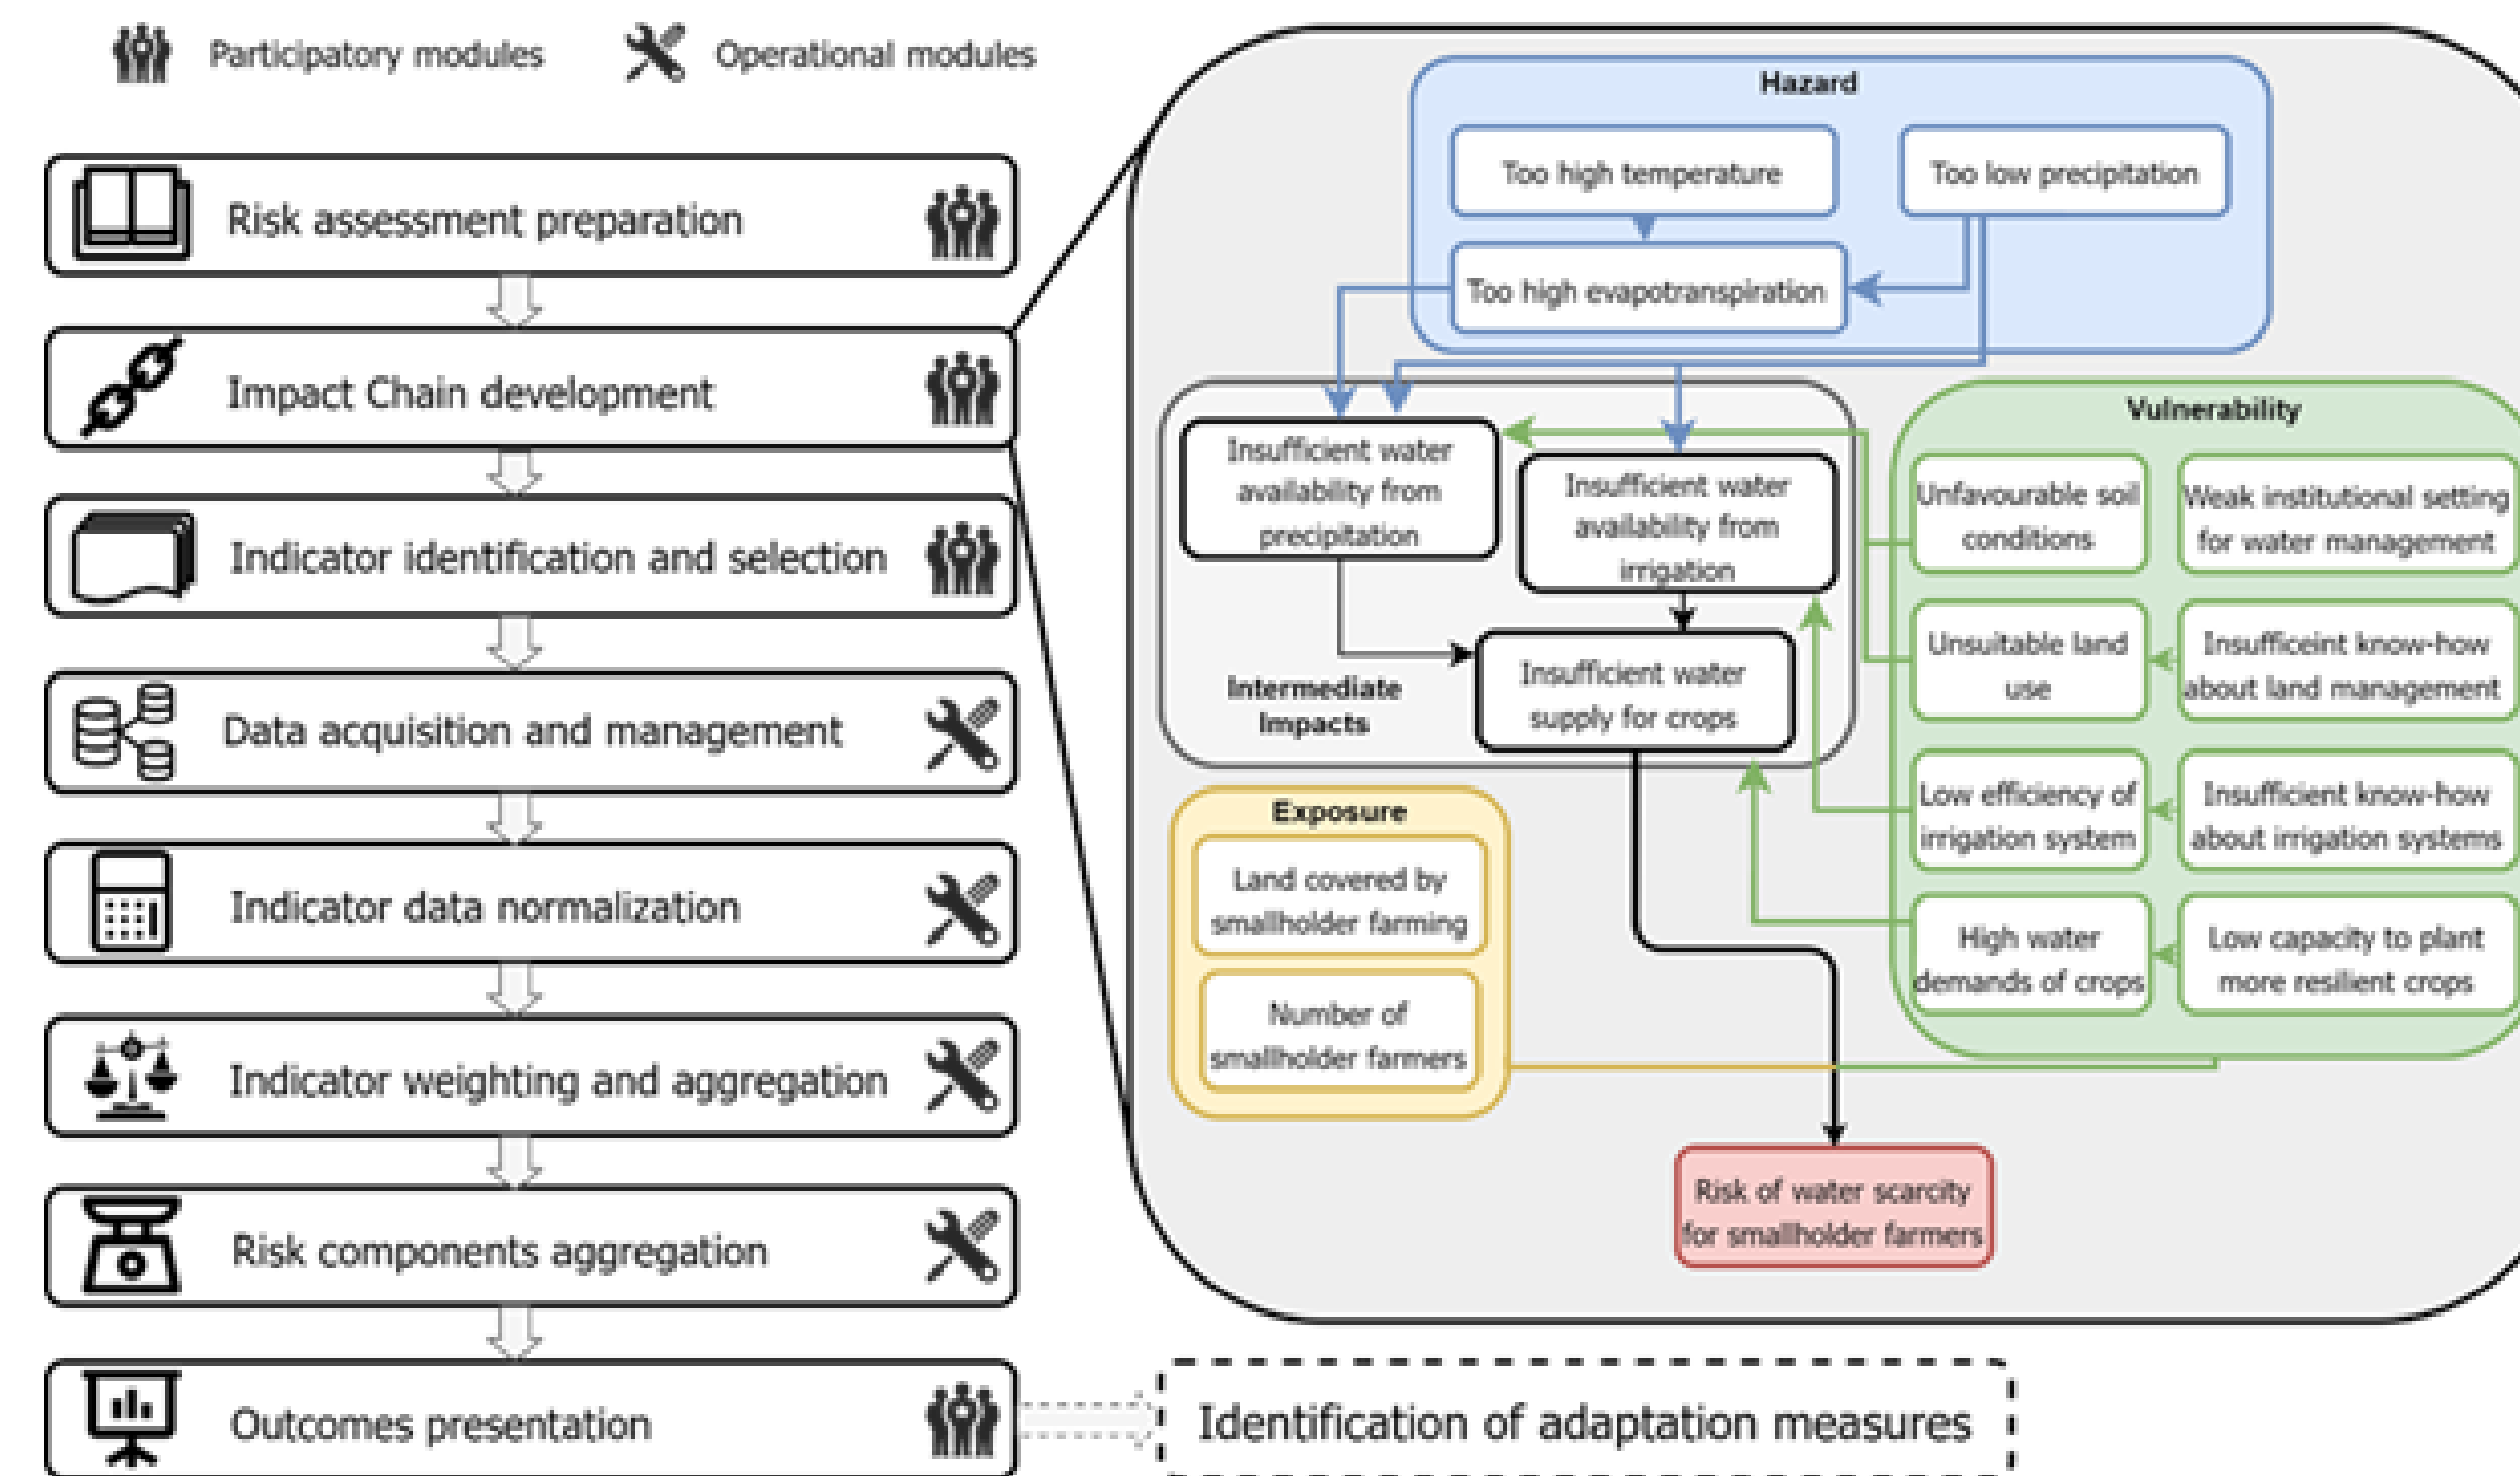 Participatory modules
Operational modules
Risk assessment preparation
Impact Chain development
Indicator identification and selection
Data acquisition and management
Indicator data normalization
Indicator weighting and aggregation
Risk components aggregation
Outcomes presentation
Identification of adaptation measures
Hazard
Too high temperature
Too low precipitation
Too high evapotranspiration
Insufficient water
availability from
precipitation
Insufficient water
availability from
irrigation
Insufficient water
supply for crops
Intermediate
Impacts
Vulnerability
Unfavourable soil
conditions
Weak institutional setting
for water management
Unsuitable land
use
Insufficeint know-how
about land management
Low efficiency of
irrigation system
Insufficient know-how
about irrigation systems
High water
demands of crops
Low capacity to plant
more resilient crops
Exposure
Land covered by
smallholder farming
Number of
smallholder farmers
Risk of water scarcity
for smallholder farmers